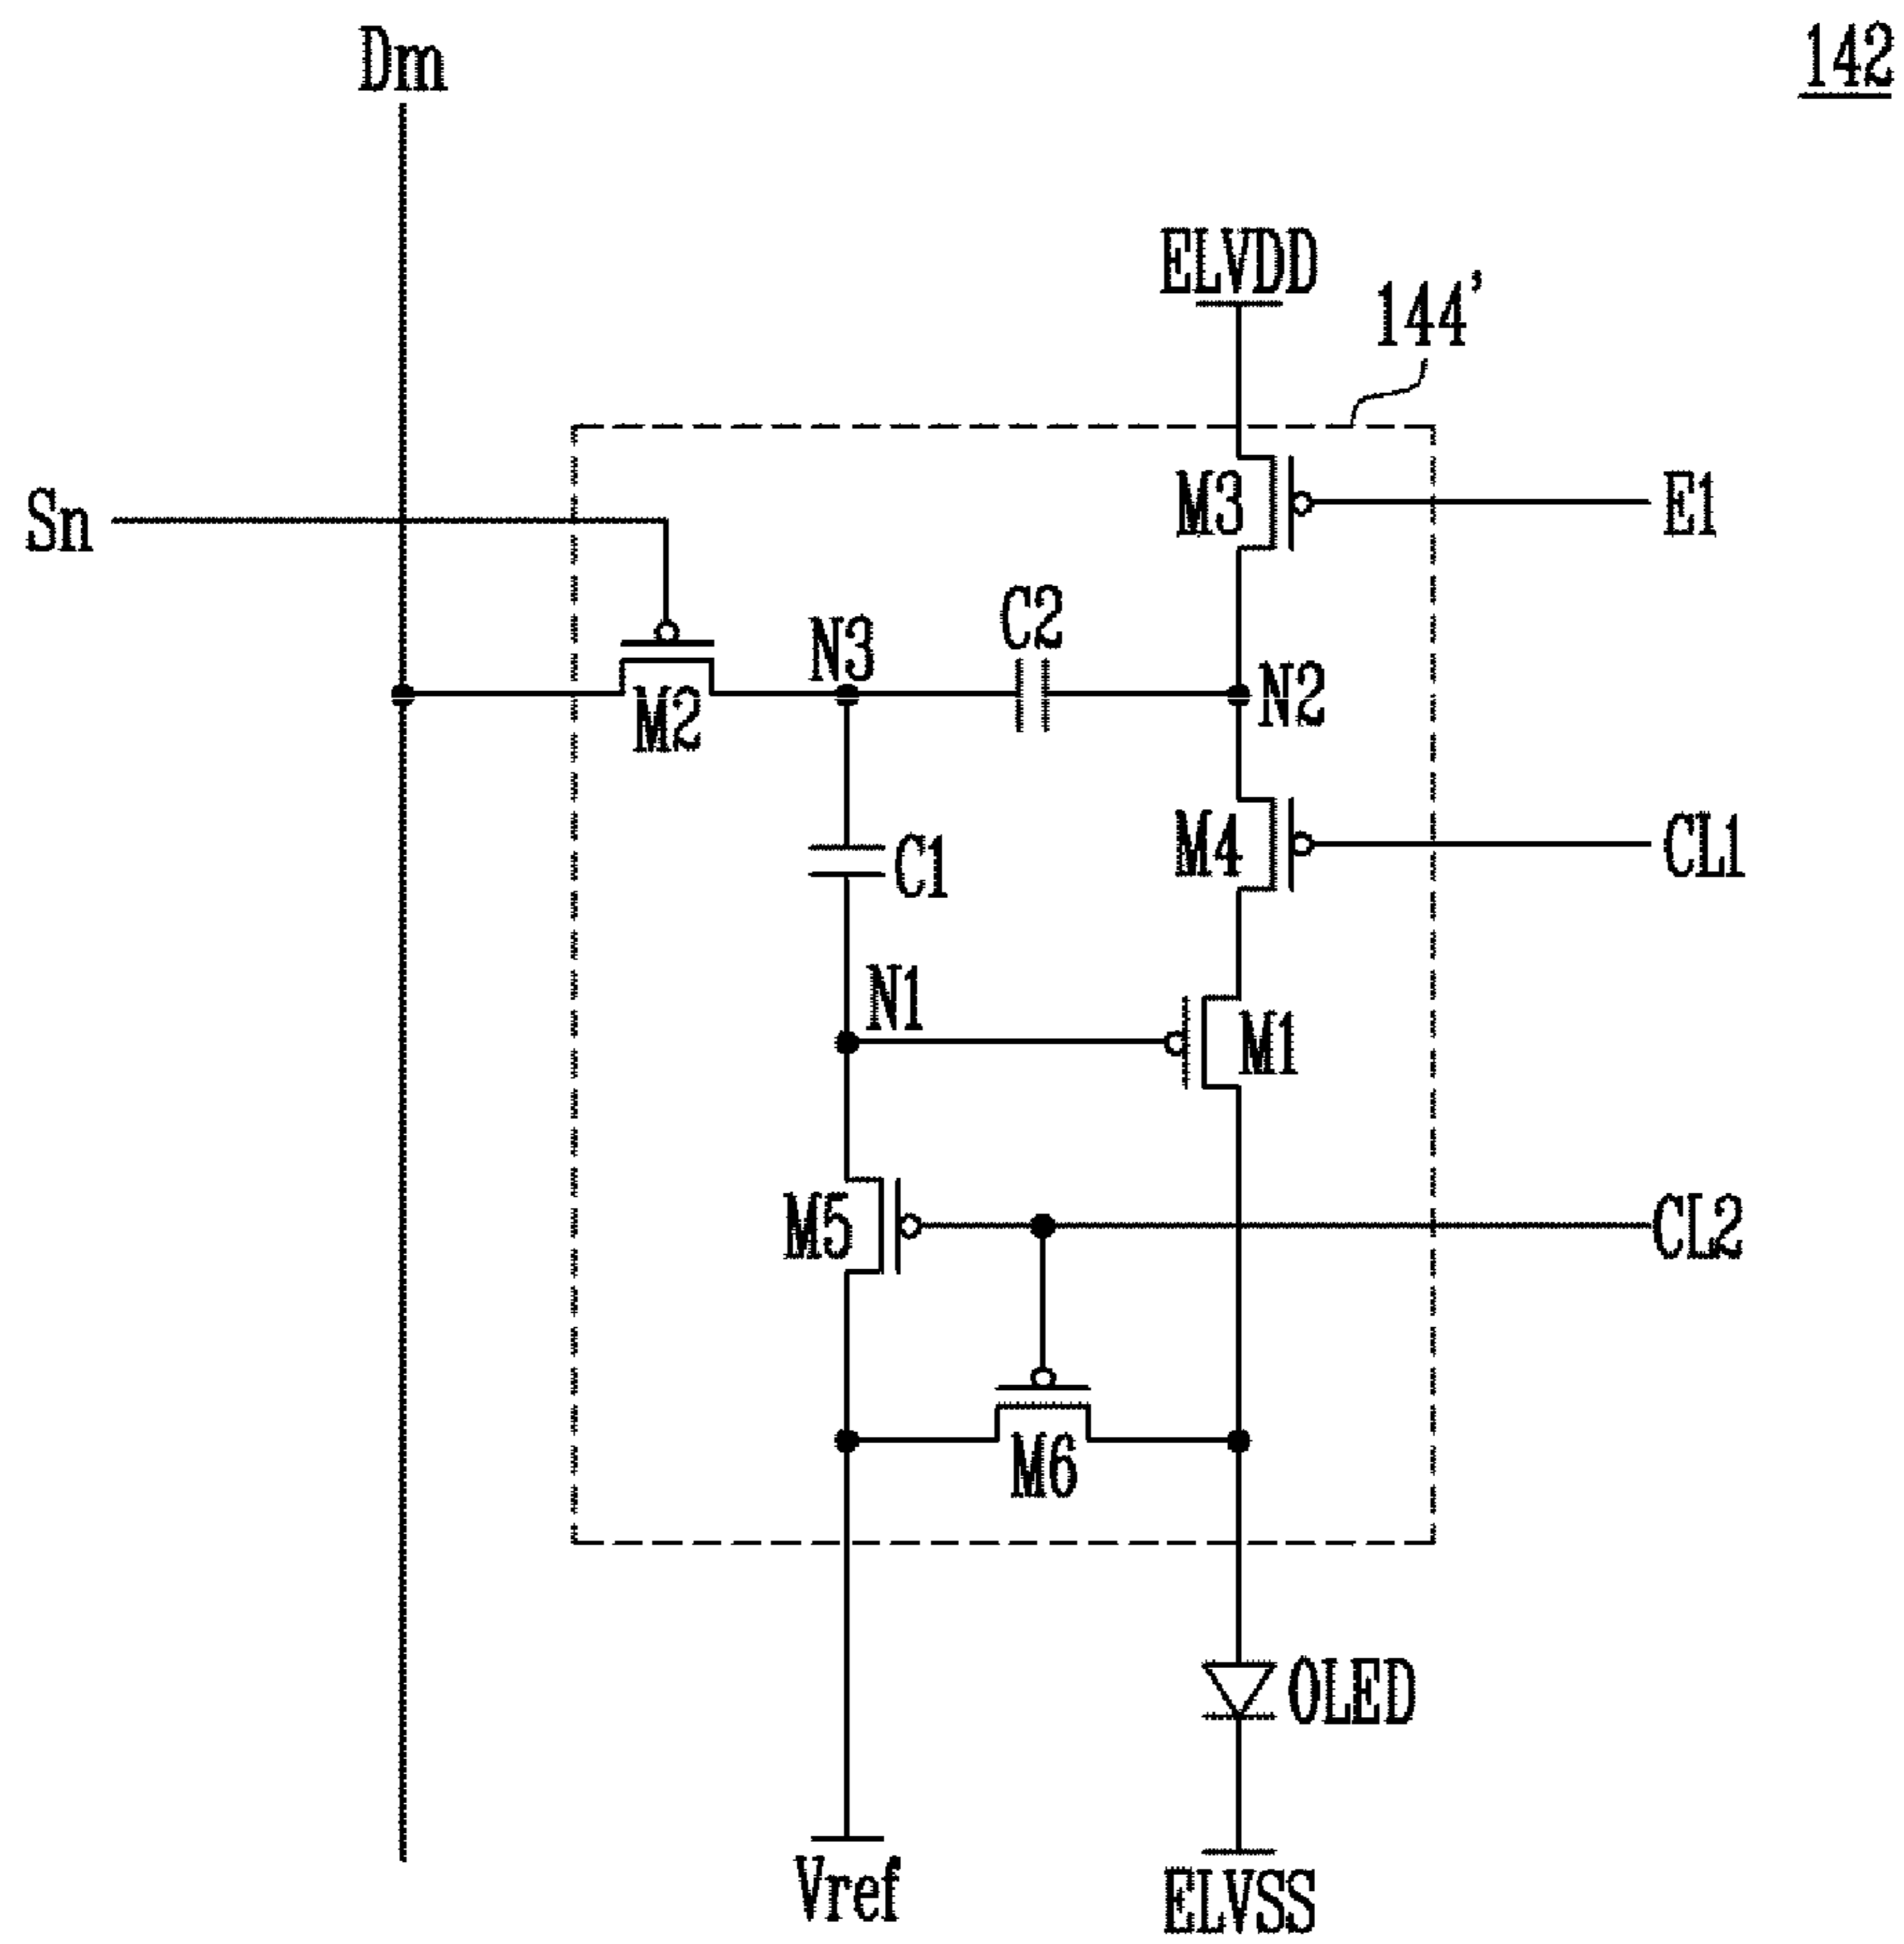 Dm
142
ELVDD
144'
Sn
M3
E1
C2
N3
N2
M2
M4
CL1
C1
N1
M1
M5
CL2
M6
OLED
Vref
ELVSS